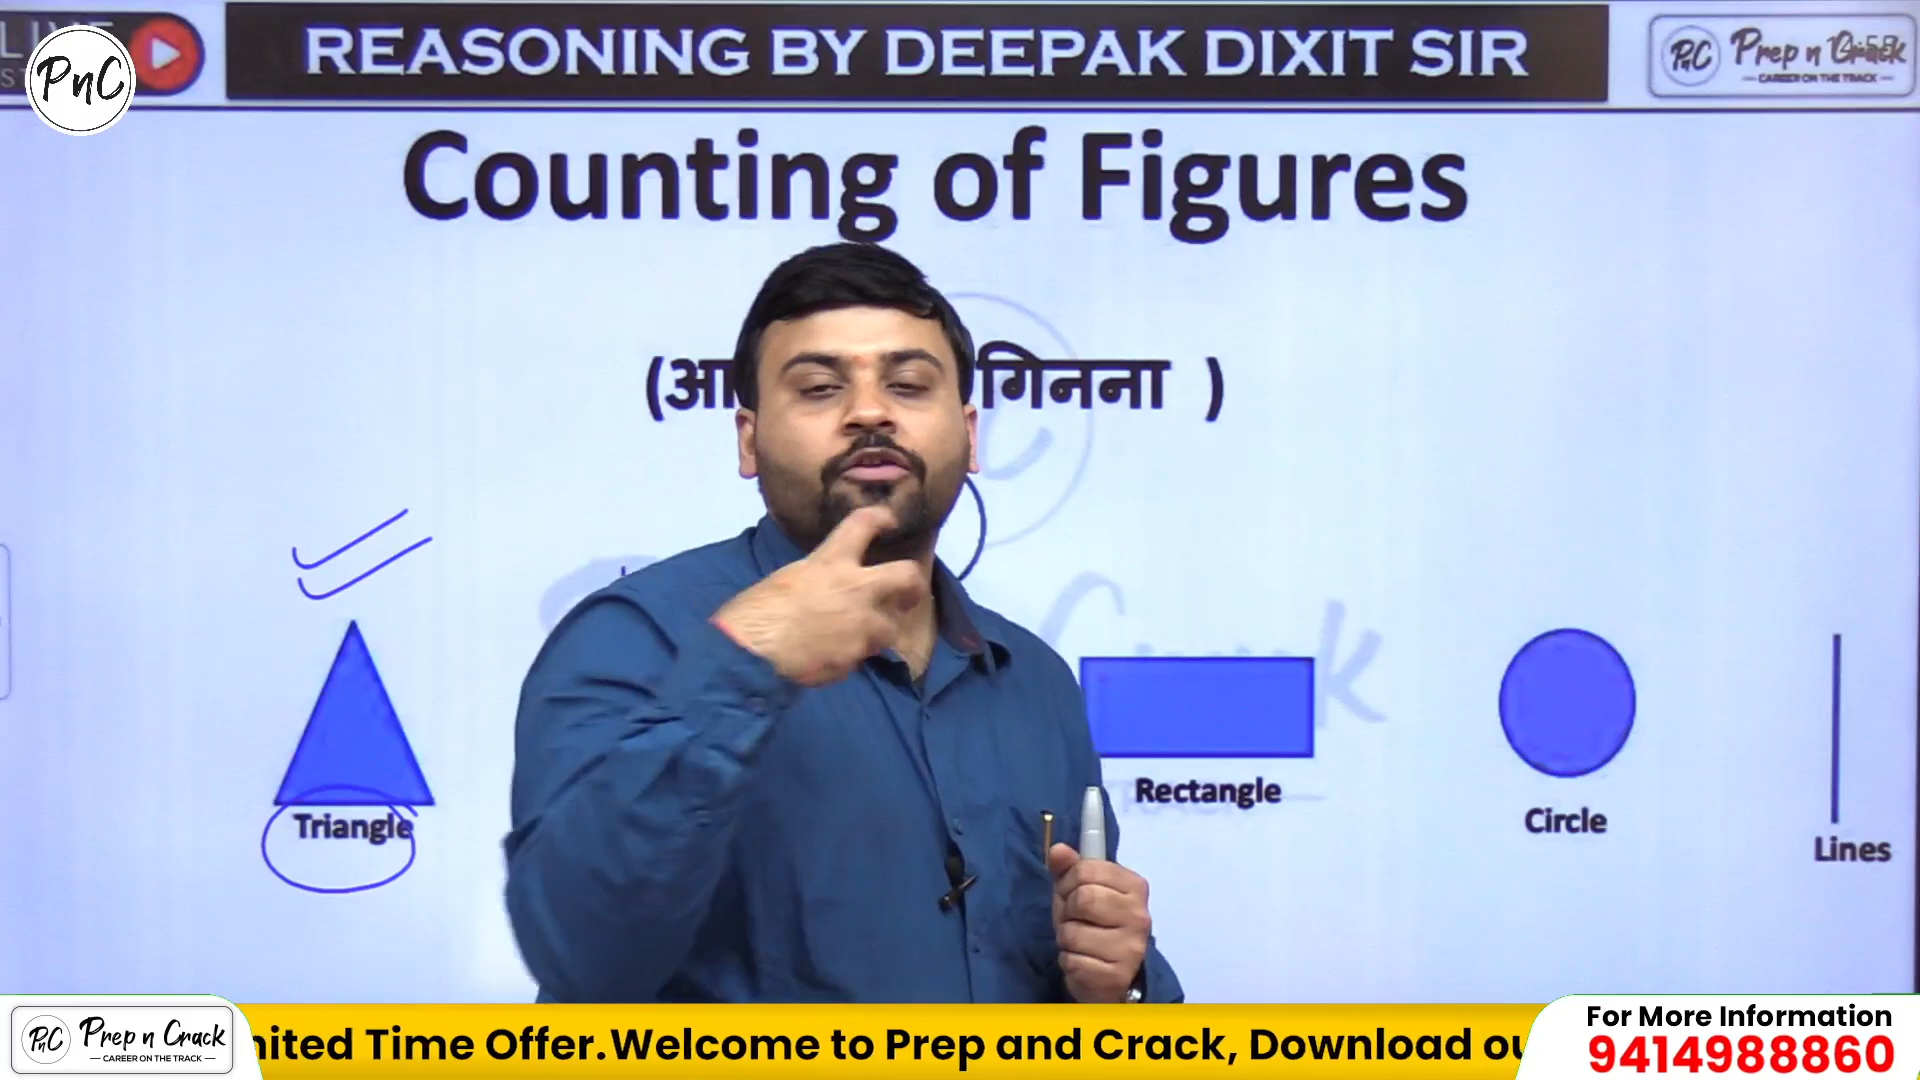 PnC
REASONING BY DEEPAK DIXIT SIR
PnC Prep n Crack
CAREER ON THE TRACK
Counting of Figures
गिनना )
Triangle
Rectangle
Circle
Lines
PnC Prep n Crack
CAREER ON THE TRACK
Time Offer. Welcome to Prep and Crack, Download
For More Information
9414988860